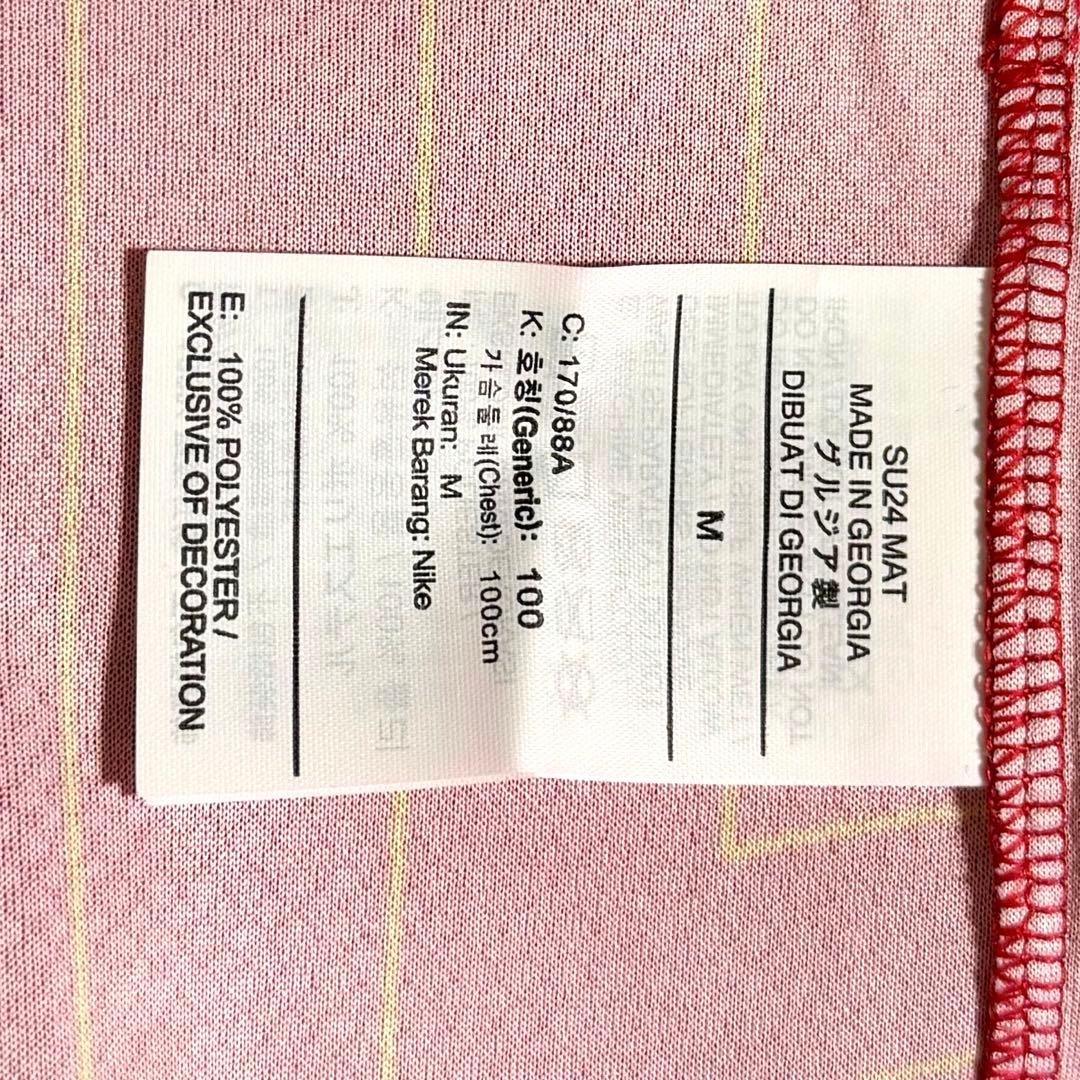 SU24 MAT
MADE IN GEORGIA
グルジア製
DIBUAT DI GEORGIA
M
C: 170/88A
K: 호칭(Generic): 100
가슴둘레(Chest): 100cm
IN: Ukuran: M
Merek Barang: Nike
E: 100% POLYESTER /
EXCLUSIVE OF DECORATION